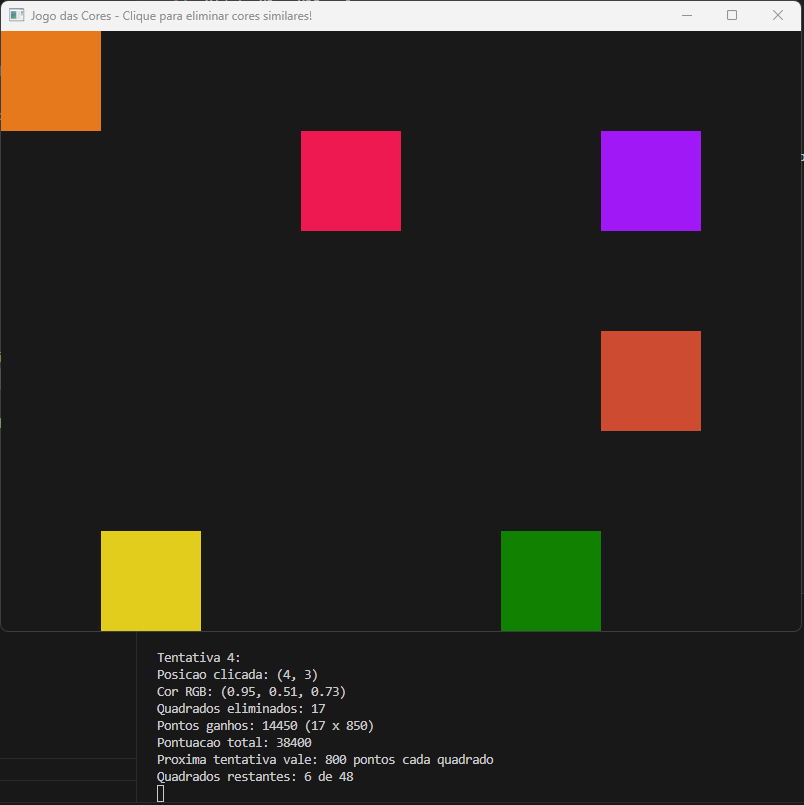 Jogo das Cores - Clique para eliminar cores similares!
Tentativa 4:
Posicao clicada: (4, 3)
Cor RGB: (0.95, 0.51, 0.73)
Quadrados eliminados: 17
Pontos ganhos: 14450 (17 x 850)
Pontuacao total: 38400
Proxima tentativa vale: 800 pontos cada quadrado
Quadrados restantes: 6 de 48